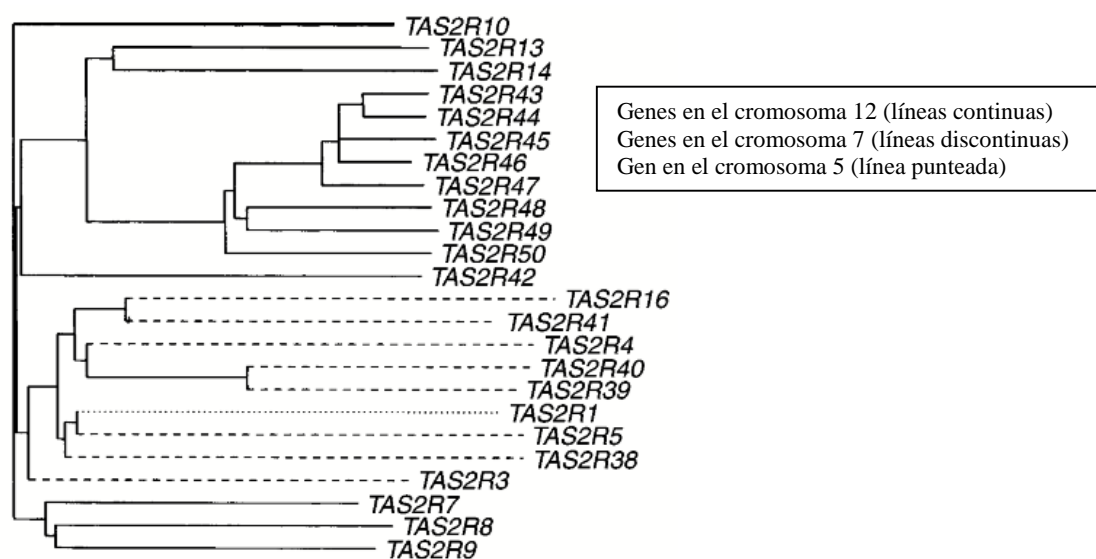 TAS2R10
TAS2R13
TAS2R14
TAS2R43
TAS2R44
TAS2R45
TAS2R46
TAS2R47
TAS2R48
TAS2R49
TAS2R50
TAS2R42
TAS2R16
TAS2R41
TAS2R4
TAS2R40
TAS2R39
TAS2R1
TAS2R5
TAS2R38
TAS2R3
TAS2R7
TAS2R8
TAS2R9
Genes en el cromosoma 12 (líneas continuas)
Genes en el cromosoma 7 (líneas discontinuas)
Gen en el cromosoma 5 (línea punteada)